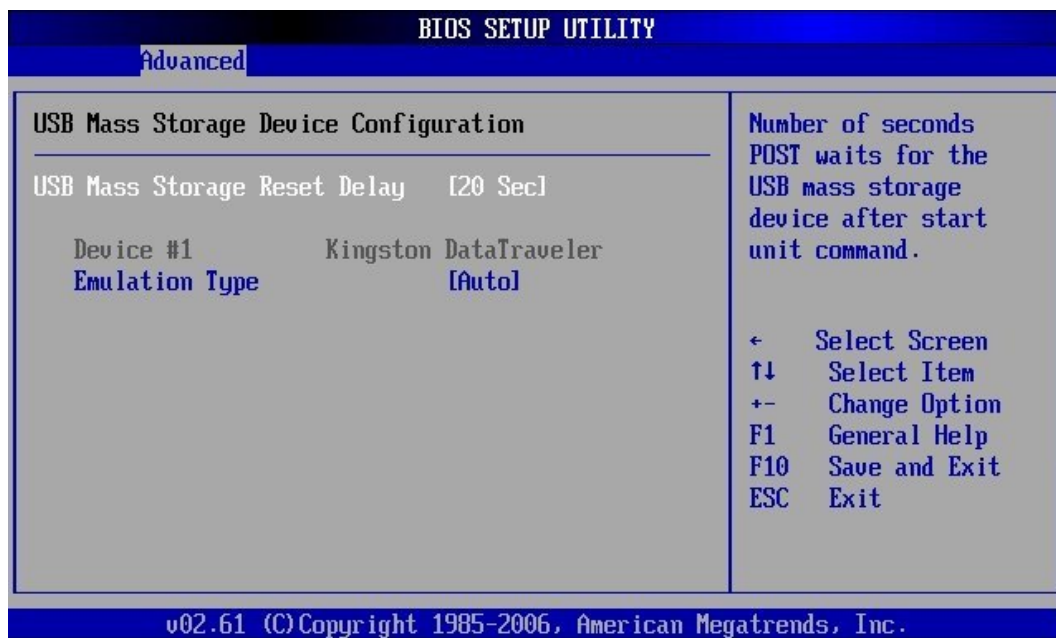 BIOS SETUP UTILITY
Advanced
USB Mass Storage Device Configuration
USB Mass Storage Reset Delay [20 Sec]
Device #1 Kingston DataTraveler
Emulation Type [Auto]
Number of seconds
POST waits for the
USB mass storage
device after start
unit command.
← Select Screen
↑↓ Select Item
+- Change Option
F1 General Help
F10 Save and Exit
ESC Exit
v02.61 (C)Copyright 1985-2006, American Megatrends, Inc.